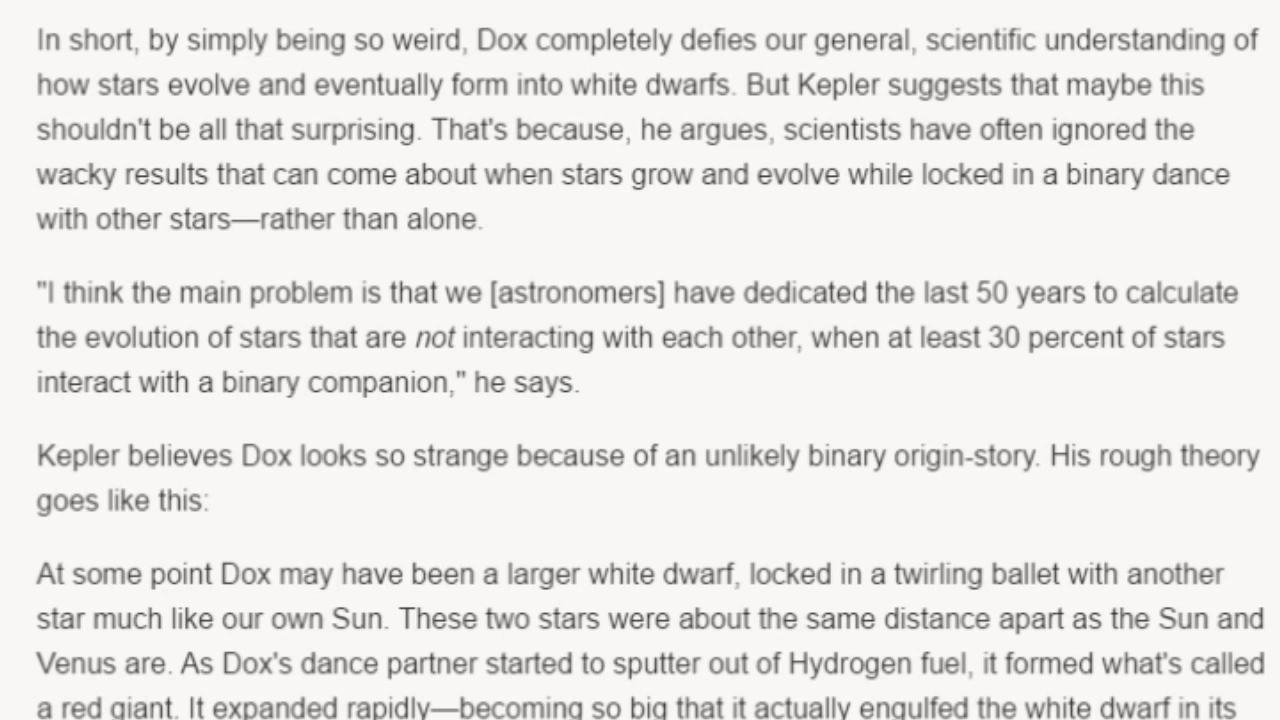 In short, by simply being so weird, Dox completely defies our general, scientific understanding of
how stars evolve and eventually form into white dwarfs. But Kepler suggests that maybe this
shouldn't be all that surprising. That's because, he argues, scientists have often ignored the
wacky results that can come about when stars grow and evolve while locked in a binary dance
with other stars—rather than alone.
"I think the main problem is that we [astronomers] have dedicated the last 50 years to calculate
the evolution of stars that are not interacting with each other, when at least 30 percent of stars
interact with a binary companion," he says.
Kepler believes Dox looks so strange because of an unlikely binary origin-story. His rough theory
goes like this:
At some point Dox may have been a larger white dwarf, locked in a twirling ballet with another
star much like our own Sun. These two stars were about the same distance apart as the Sun and
Venus are. As Dox's dance partner started to sputter out of Hydrogen fuel, it formed what's called
a red giant. It expanded rapidly—becoming so big that it actually engulfed the white dwarf in its